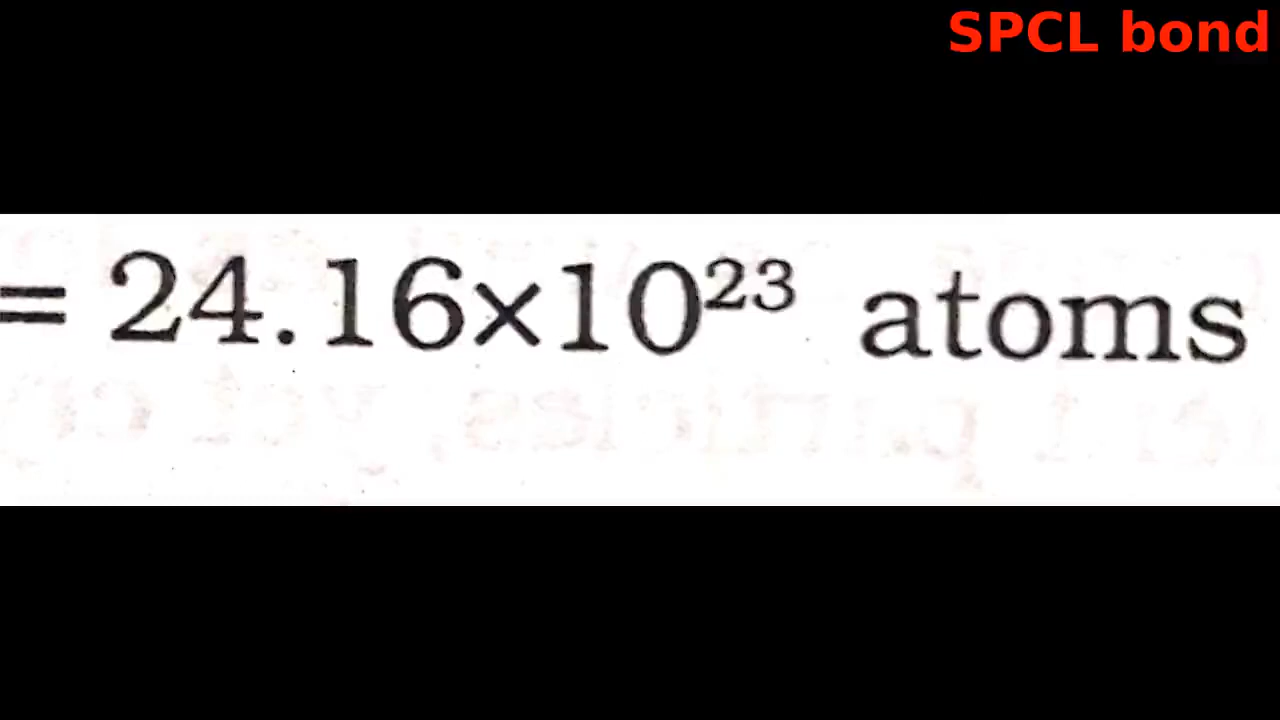 SPCL bond
= 24.16×10²³ atoms